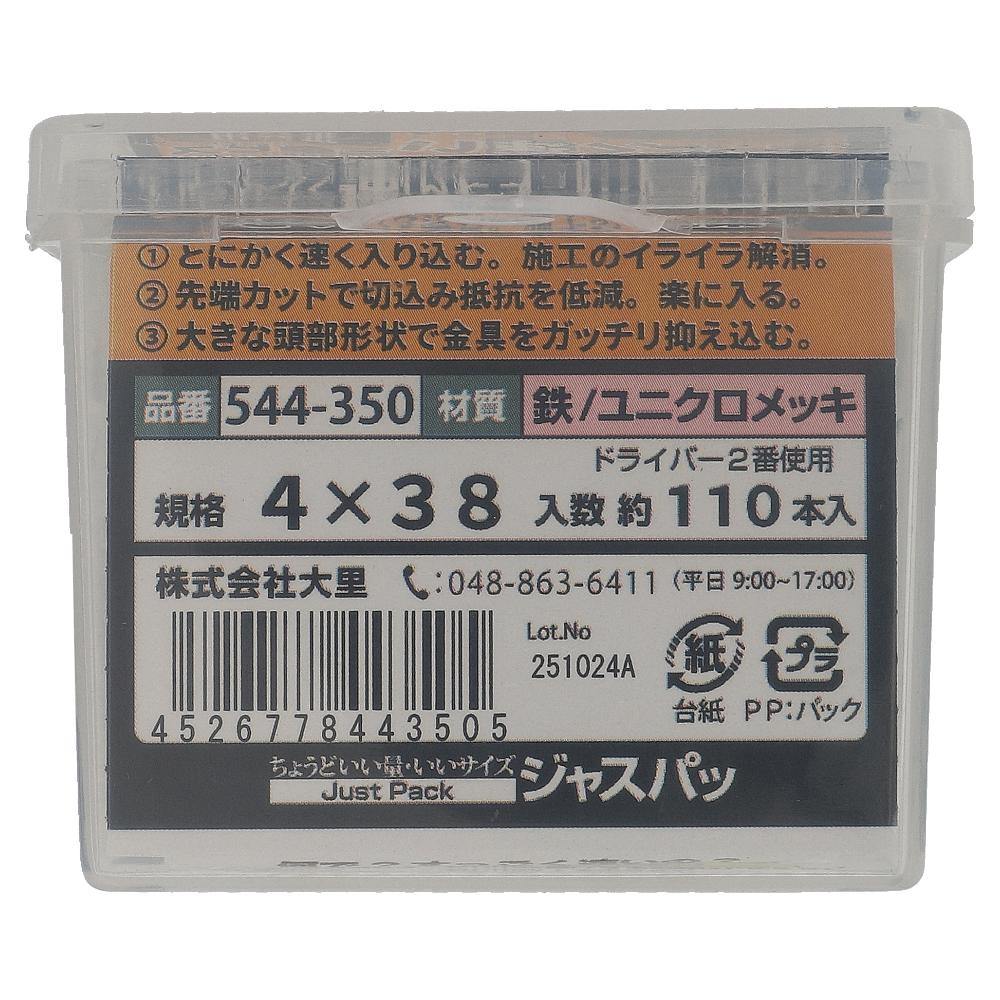 ① とにかく速く入り込む。施工のイライラ解消。
② 先端カットで切込み抵抗を低減。楽に入る。
③ 大きな頭部形状で金具をガッチリ抑え込む。
品番 544-350 材質 鉄/ユニクロメッキ
ドライバー2番使用
規格 4×38 入数 約110本入
株式会社大里 :048-863-6411 (平日 9:00~17:00)
Lot.No
251024A
紙 プラ
台紙 PP:パック
4526778443505
ちょうどいい量・いいサイズ
Just Pack
ジャスパッ